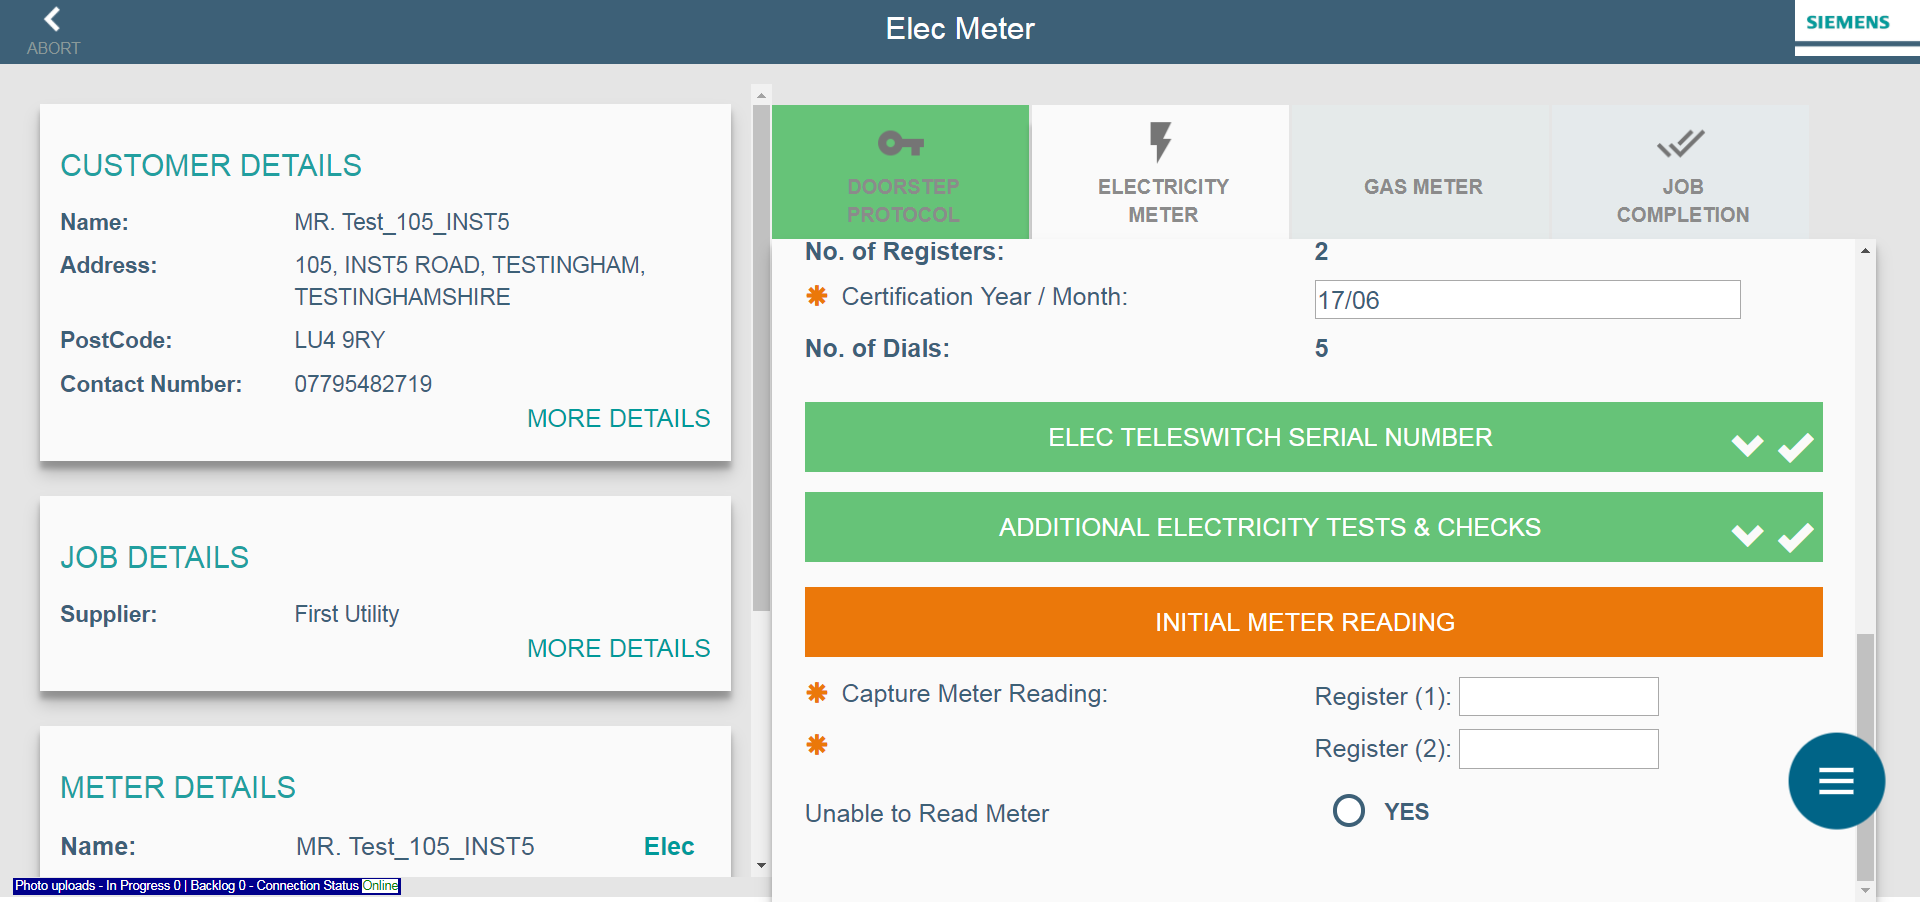 ABORT
Elec Meter
SIEMENS
CUSTOMER DETAILS
Name: MR. Test_105_INST5
Address: 105, INST5 ROAD, TESTINGHAM,
TESTINGHAMSHIRE
PostCode: LU4 9RY
Contact Number: 07795482719
MORE DETAILS
JOB DETAILS
Supplier: First Utility
MORE DETAILS
METER DETAILS
Name: MR. Test_105_INST5 Elec
Photo uploads - In Progress 0 | Backlog 0 - Connection Status Online
DOORSTEP
PROTOCOL
ELECTRICITY
METER
GAS METER
JOB
COMPLETION
No. of Registers: 2
✱ Certification Year / Month: 17/06
No. of Dials: 5
ELEC TELESWITCH SERIAL NUMBER
ADDITIONAL ELECTRICITY TESTS & CHECKS
INITIAL METER READING
✱ Capture Meter Reading: Register (1):
✱ Register (2):
Unable to Read Meter YES